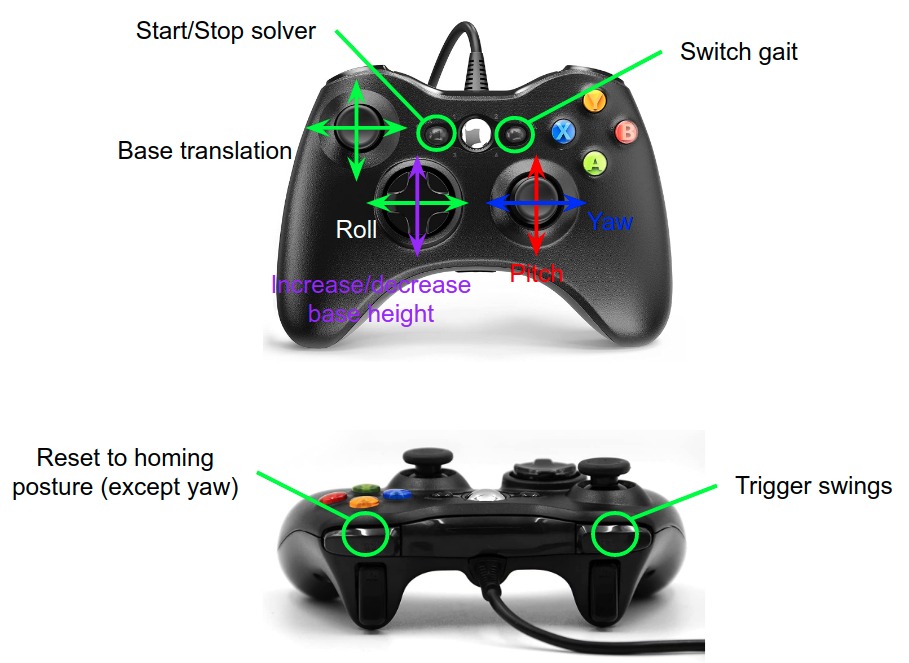 Start/Stop solver
Switch gait
Y
X
B
A
Base translation
Roll
Yaw
Pitch
Increase/decrease
base height
Reset to homing
posture (except yaw)
Trigger swings